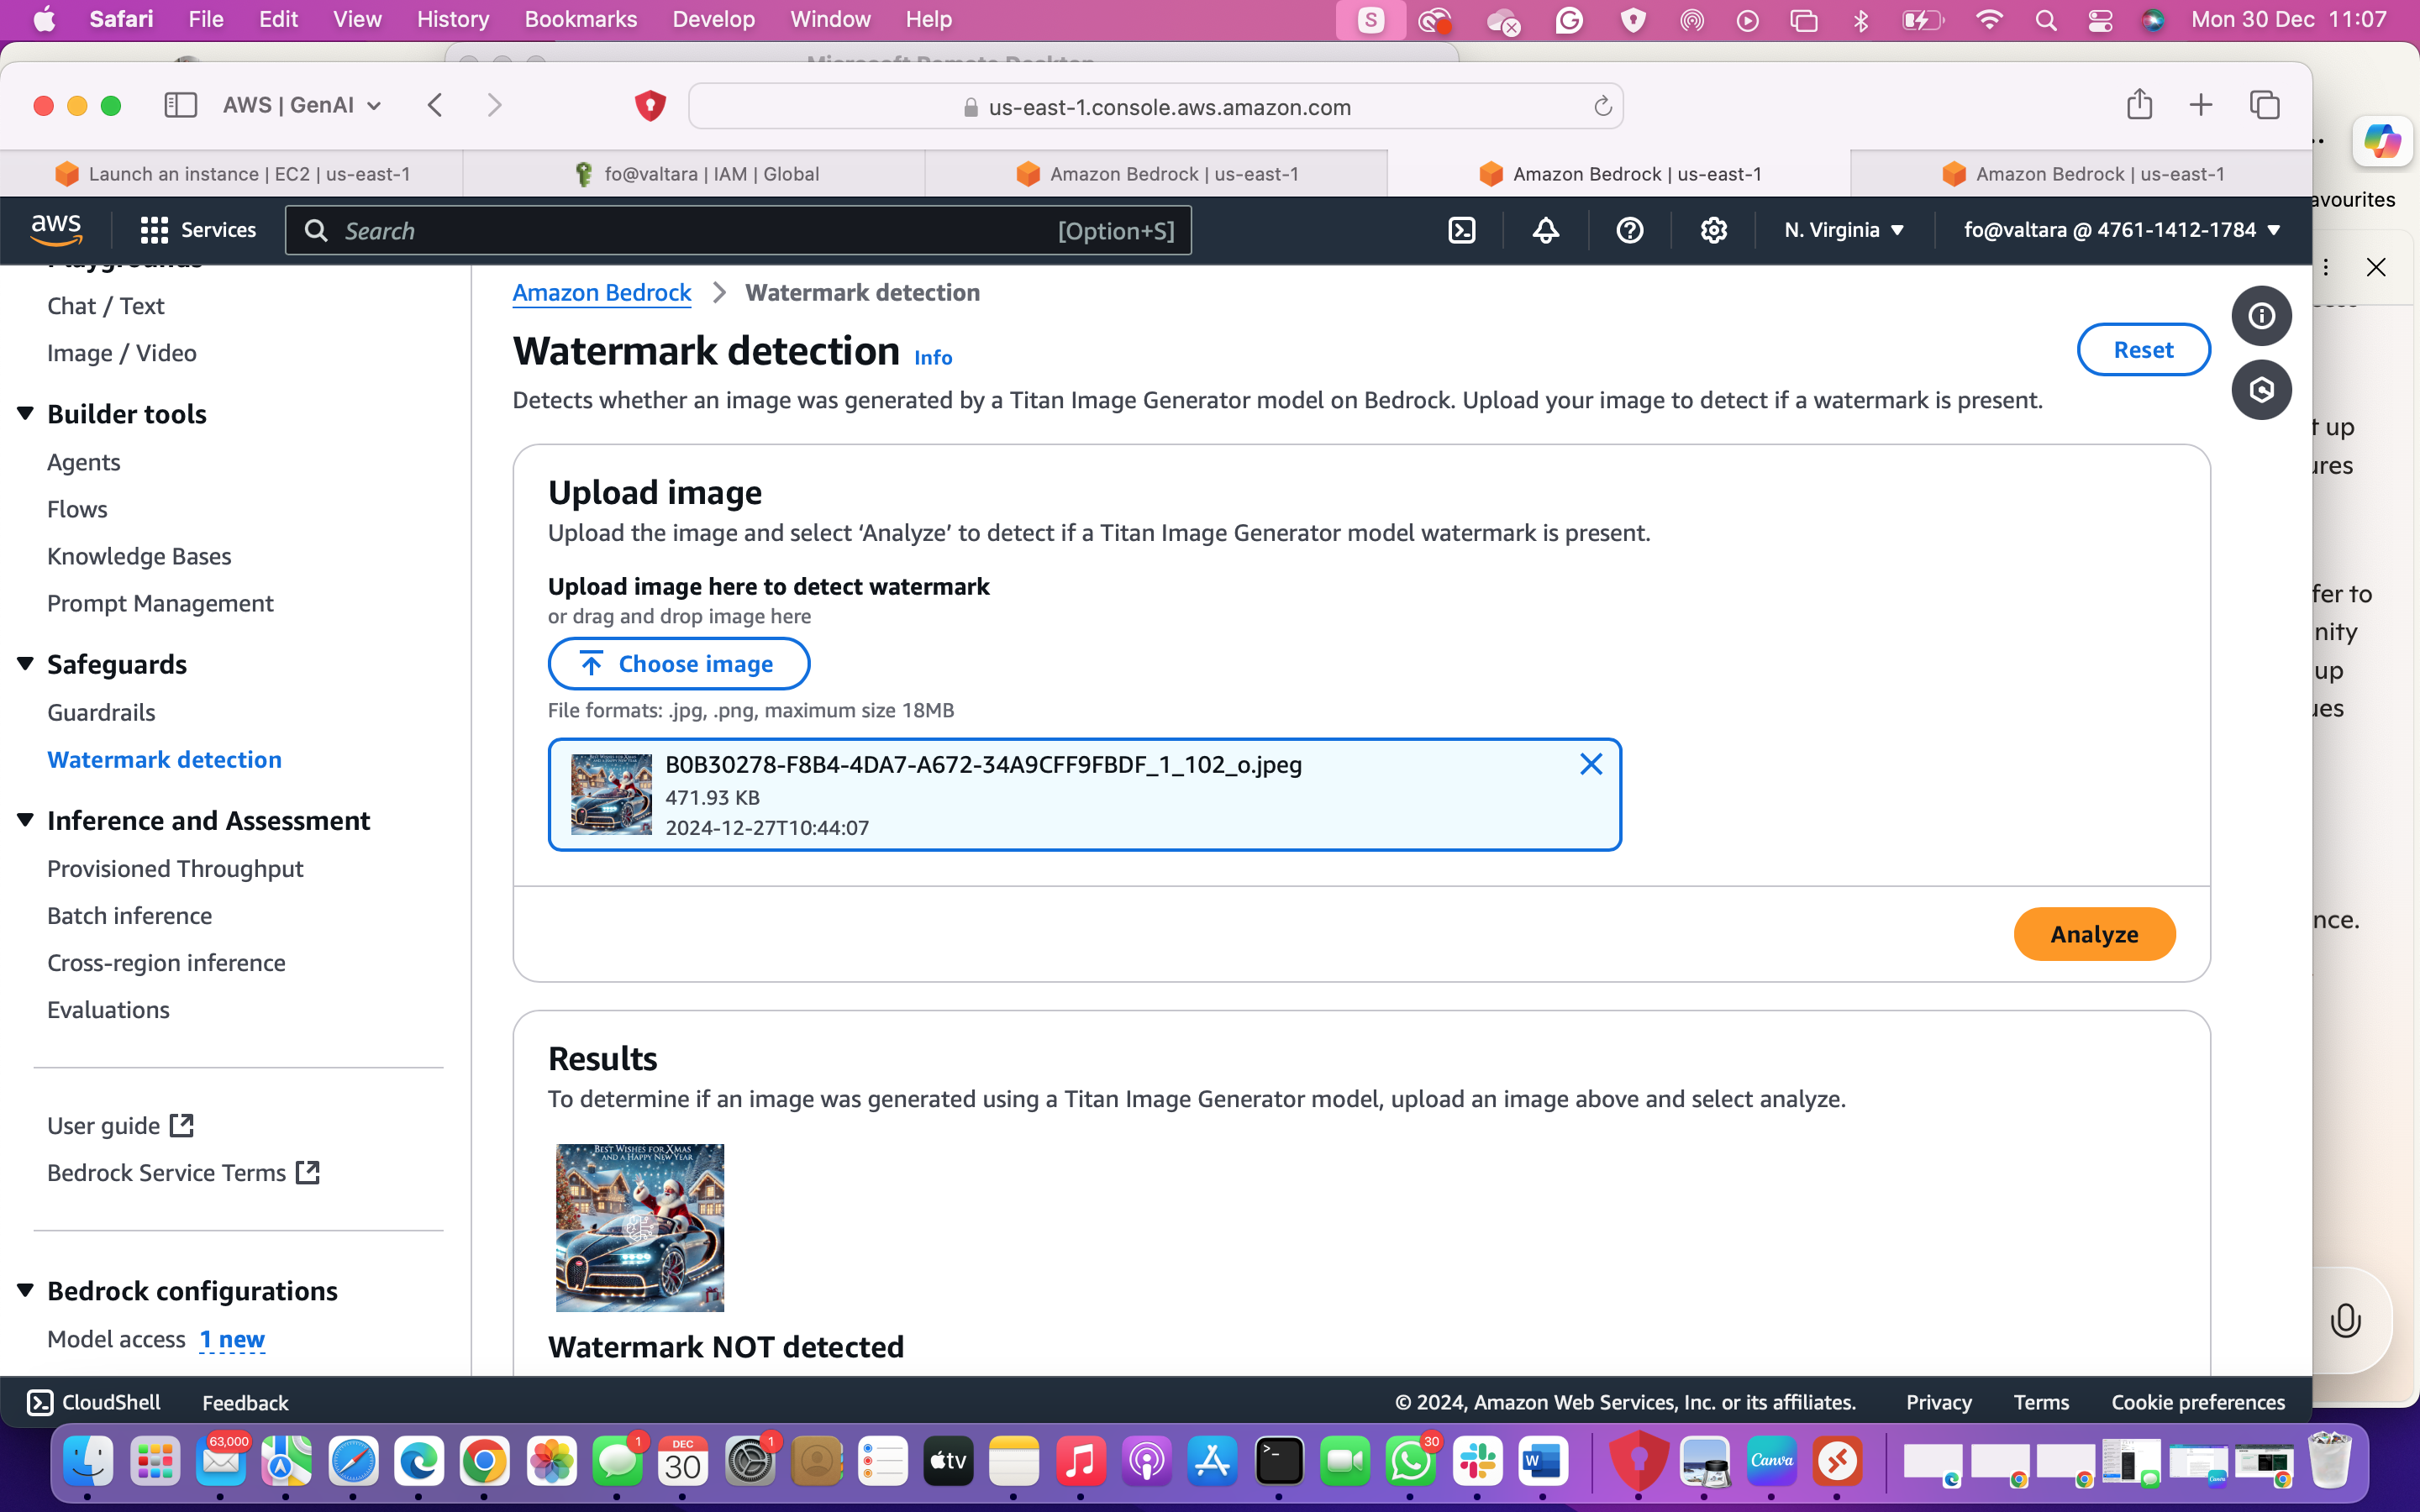 Safari File Edit View History Bookmarks Develop Window Help
S Mon 30 Dec 11:07
AWS | GenAI
us-east-1.console.aws.amazon.com
Launch an instance | EC2 | us-east-1
fo@valtara | IAM | Global
Amazon Bedrock | us-east-1
Amazon Bedrock | us-east-1
Amazon Bedrock | us-east-1
avourites
aws
Services
Search [Option+S]
N. Virginia
fo@valtara @ 4761-1412-1784
Playgrounds
Chat / Text
Image / Video
Builder tools
Agents
Flows
Knowledge Bases
Prompt Management
Safeguards
Guardrails
Watermark detection
Inference and Assessment
Provisioned Throughput
Batch inference
Cross-region inference
Evaluations
User guide
Bedrock Service Terms
Bedrock configurations
Model access 1 new
Amazon Bedrock > Watermark detection
Watermark detection Info
Reset
Detects whether an image was generated by a Titan Image Generator model on Bedrock. Upload your image to detect if a watermark is present.
Upload image
Upload the image and select ‘Analyze’ to detect if a Titan Image Generator model watermark is present.
Upload image here to detect watermark
or drag and drop image here
Choose image
File formats: .jpg, .png, maximum size 18MB
B0B30278-F8B4-4DA7-A672-34A9CFF9FBDF_1_102_o.jpeg
471.93 KB
2024-12-27T10:44:07
Analyze
Results
To determine if an image was generated using a Titan Image Generator model, upload an image above and select analyze.
BEST WISHES FOR XMAS
AND A HAPPY NEW YEAR
Watermark NOT detected
up
fer to
nity
up
nce.
CloudShell Feedback
© 2024, Amazon Web Services, Inc. or its affiliates. Privacy Terms Cookie preferences
63,000
1
DEC
30
1
tv
30
W
Canva